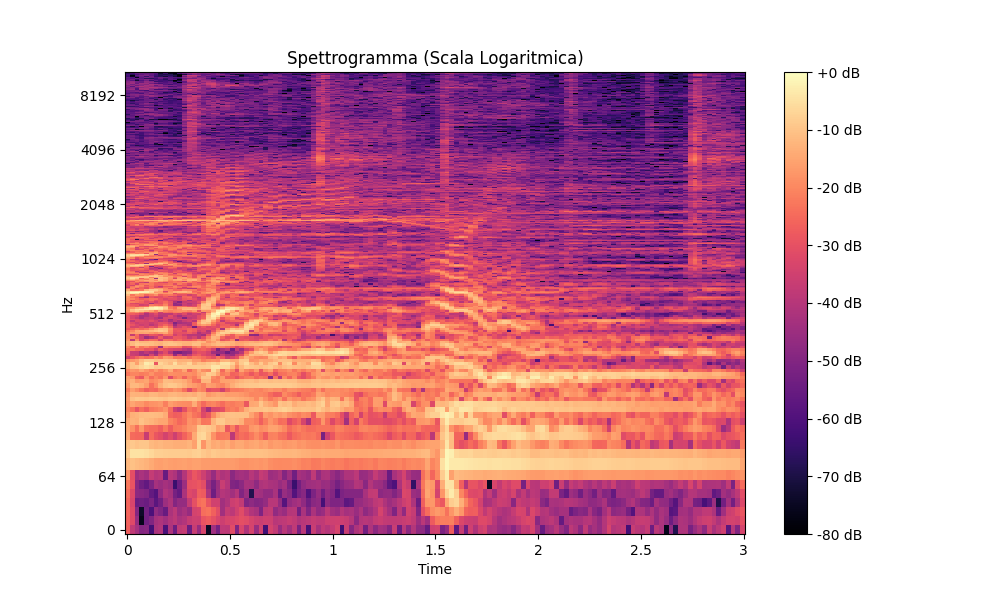 Spettrogramma (Scala Logaritmica)
8192
4096
2048
1024
512
256
128
64
0
Hz
0 0.5 1 1.5 2 2.5 3
Time
+0 dB
-10 dB
-20 dB
-30 dB
-40 dB
-50 dB
-60 dB
-70 dB
-80 dB